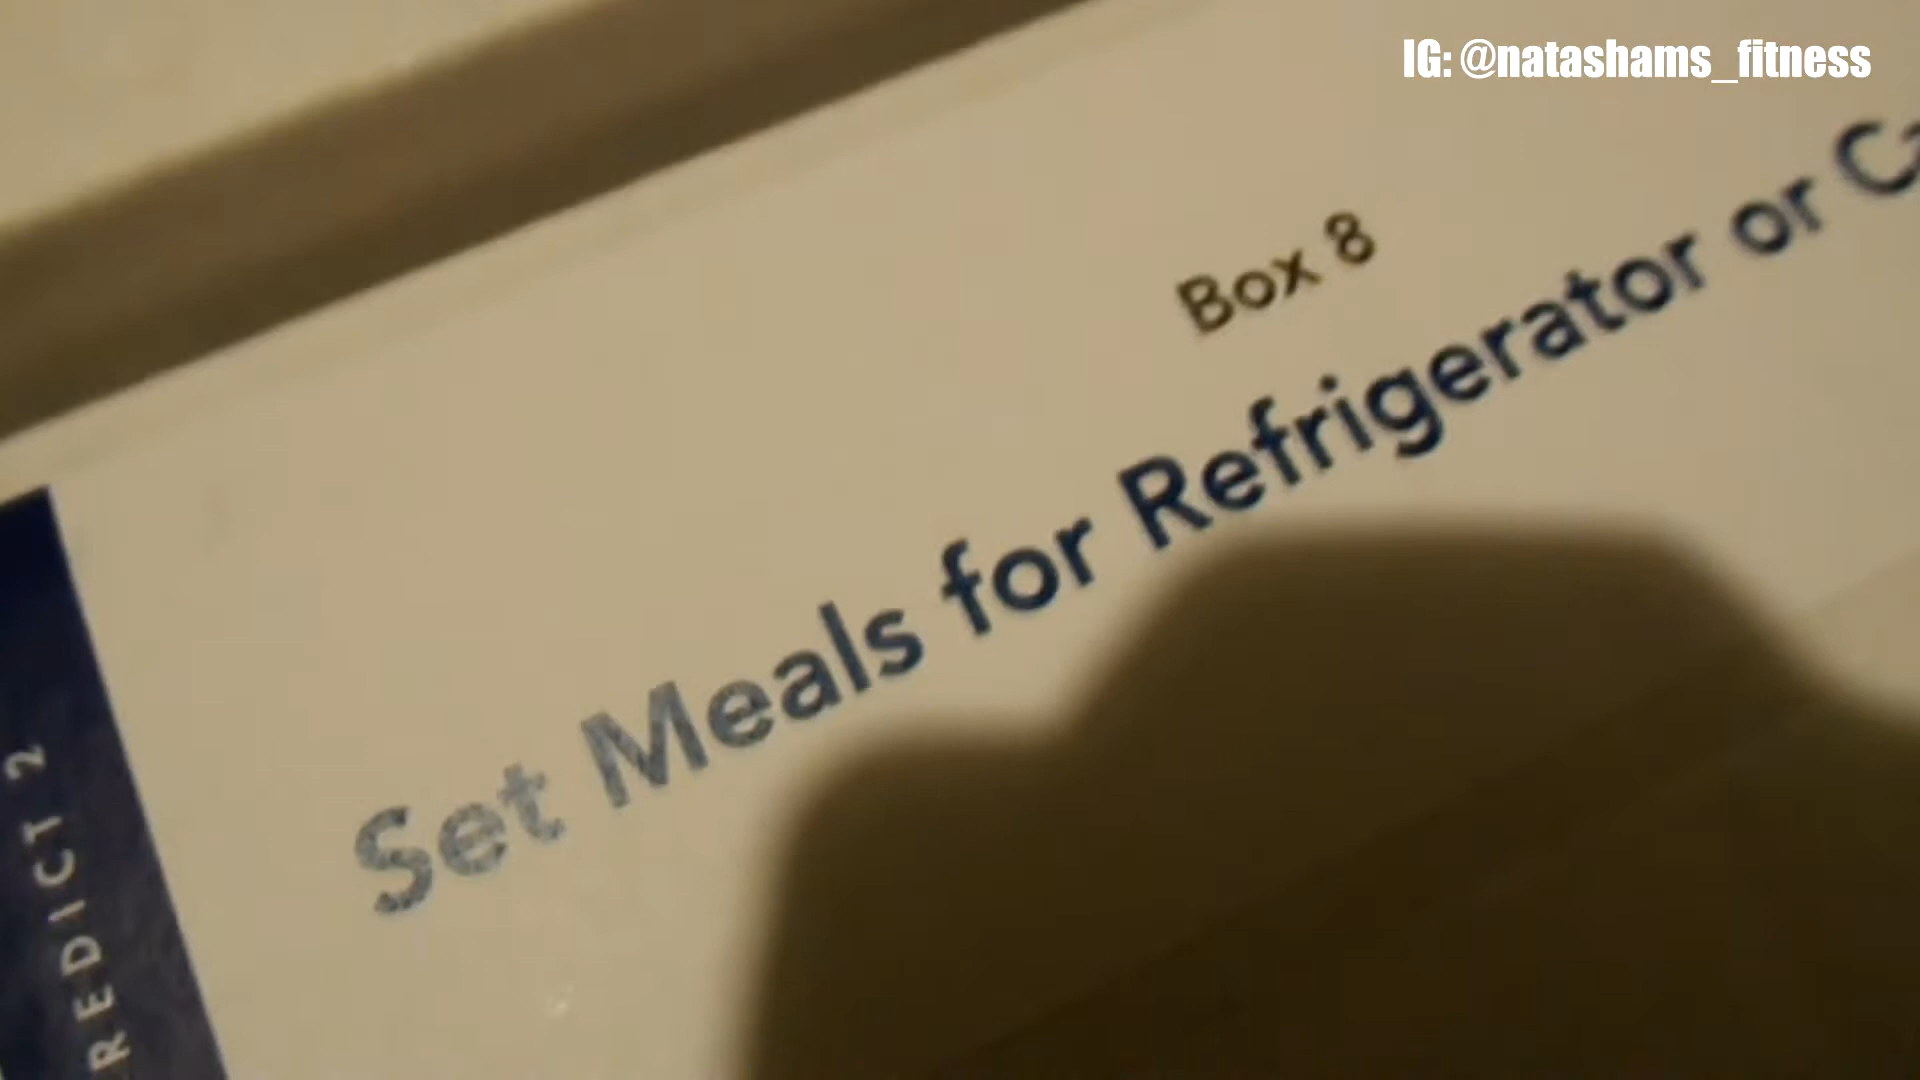 IG: @natashams_fitness
Box 8
Set Meals for Refrigerator or
REDICT 2